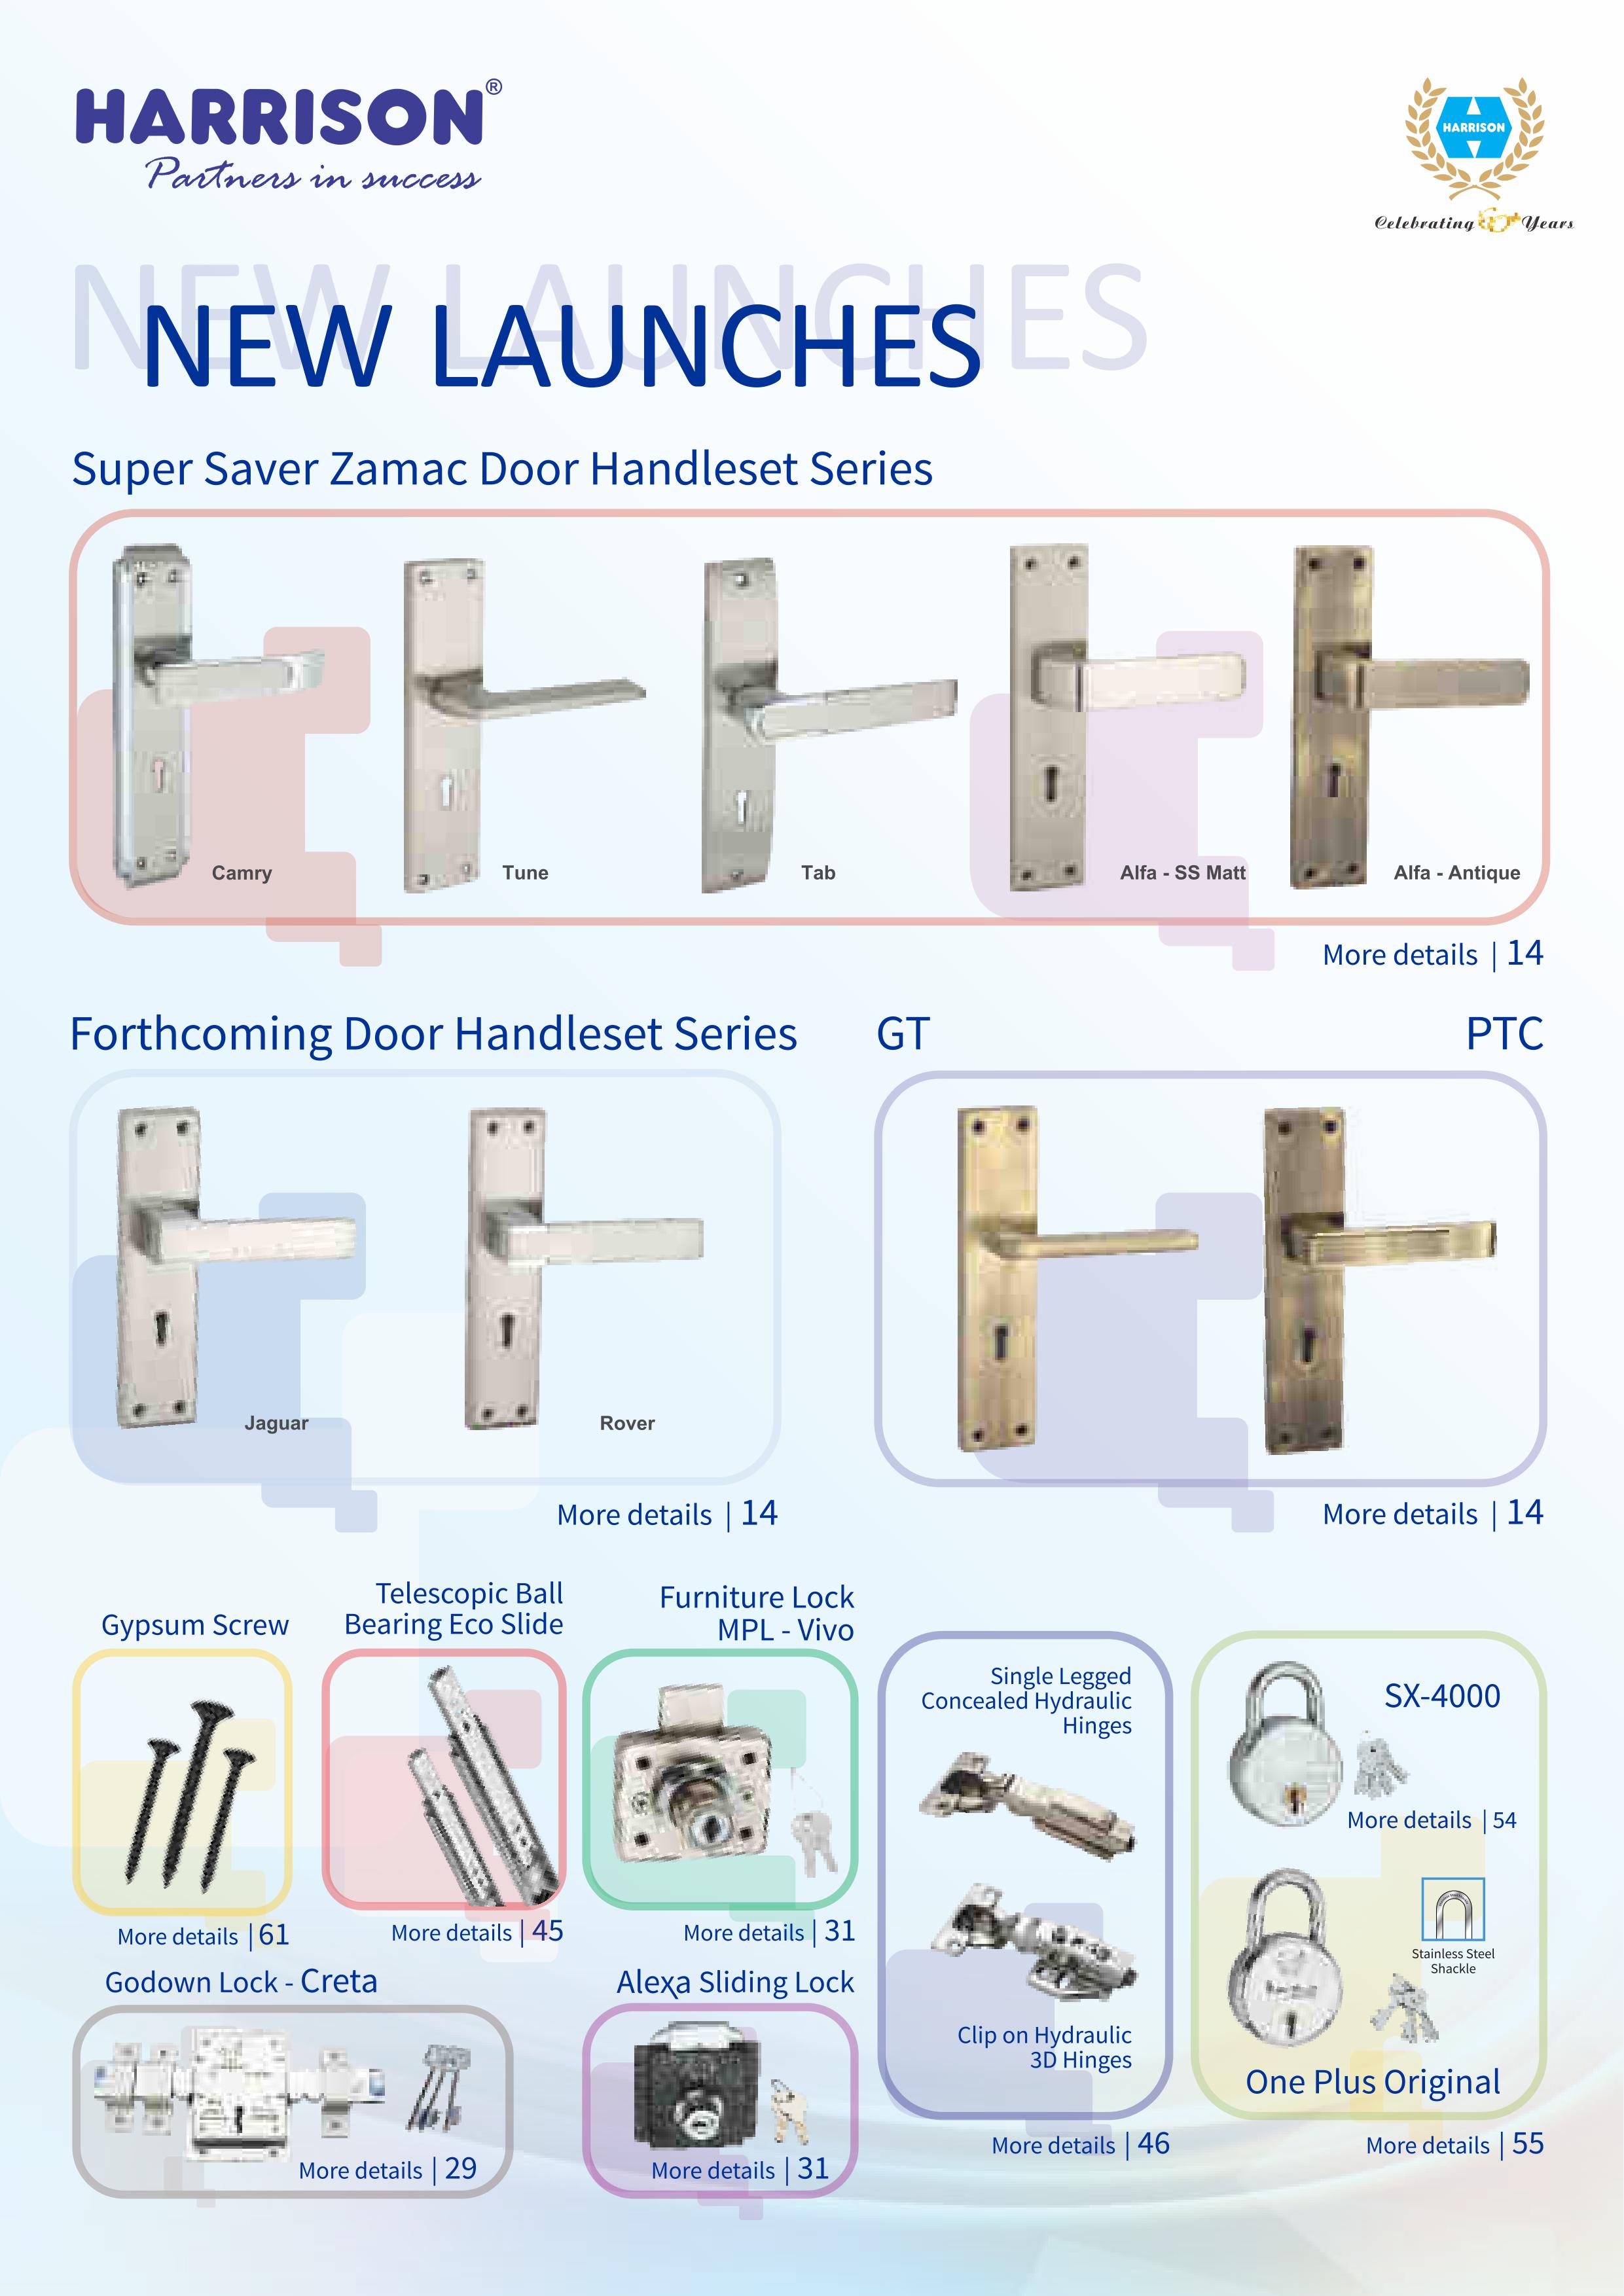 HARRISON®
Partners in success
HARRISON
Celebrating Years
NEW LAUNCHES
NEW LAUNCHES
Super Saver Zamac Door Handleset Series
Camry
Tune
Tab
Alfa - SS Matt
Alfa - Antique
More details | 14
Forthcoming Door Handleset Series
GT
PTC
Jaguar
Rover
More details | 14
More details | 14
Gypsum Screw
Telescopic Ball
Bearing Eco Slide
Furniture Lock
MPL - Vivo
More details | 61
More details | 45
More details | 31
Single Legged
Concealed Hydraulic
Hinges
Clip on Hydraulic
3D Hinges
More details | 46
SX-4000
More details | 54
Stainless Steel
Shackle
One Plus Original
More details | 55
Godown Lock - Creta
More details | 29
Alexa Sliding Lock
More details | 31